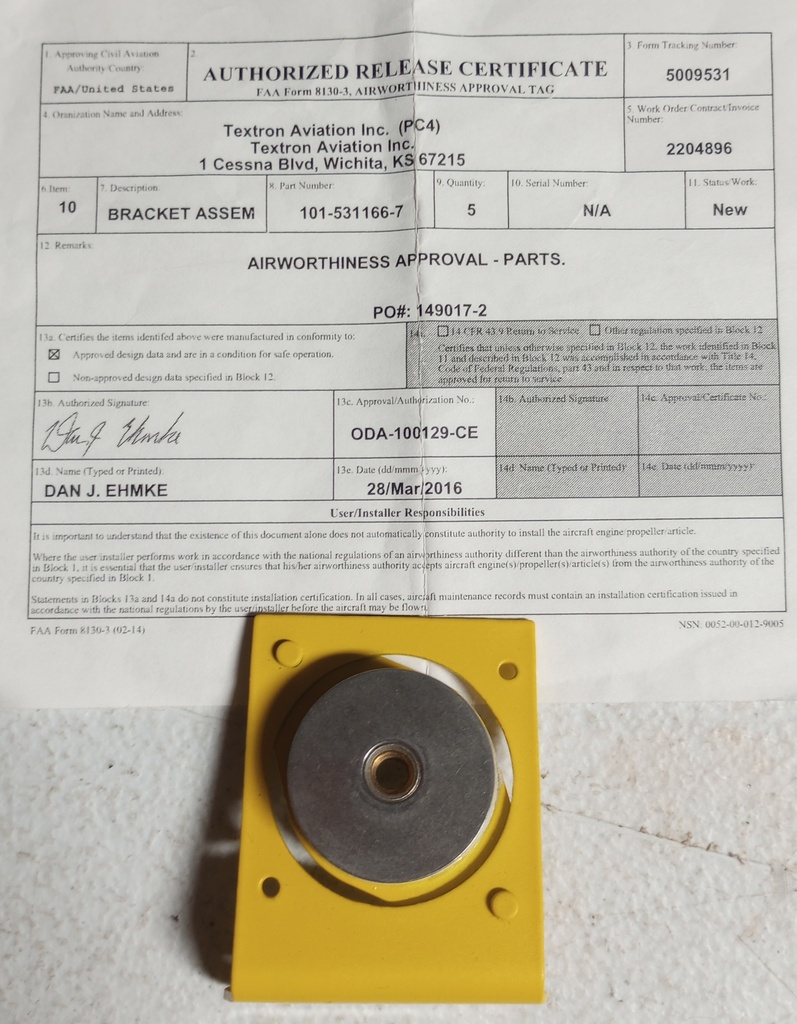 1. Approving Civil Aviation
Authority/Country:
FAA/United States
2.
AUTHORIZED RELEASE CERTIFICATE
FAA Form 8130-3, AIRWORTHINESS APPROVAL TAG
3. Form Tracking Number:
5009531
4. Oranization Name and Address:
Textron Aviation Inc. (PC4)
Textron Aviation Inc.
1 Cessna Blvd, Wichita, KS 67215
5. Work Order/Contract/Invoice
Number:
2204896
6. Item:
10
7. Description:
BRACKET ASSEM
8. Part Number:
101-531166-7
9. Quantity:
5
10. Serial Number:
N/A
11. Status/Work:
New
12. Remarks:
AIRWORTHINESS APPROVAL - PARTS.
PO#: 149017-2
13a. Certifies the items identifed above were manufactured in conformity to:
Approved design data and are in a condition for safe operation.
Non-approved design data specified in Block 12.
14a. 14 CFR 43.9 Return to Service Other regulation specified in Block 12
Certifies that unless otherwise specified in Block 12, the work identified in Block
11 and described in Block 12 was accomplished in accordance with Title 14,
Code of Federal Regulations, part 43 and in respect to that work, the items are
approved for return to service.
13b. Authorized Signature:
Dan J Ehmke
13c. Approval/Authorization No.:
ODA-100129-CE
14b. Authorized Signature
14c. Approval/Certificate No.:
13d. Name (Typed or Printed):
DAN J. EHMKE
13e. Date (dd/mmm/yyyy):
28/Mar/2016
14d. Name (Typed or Printed)
14e. Date (dd/mmm/yyyy)
User/Installer Responsibilities
It is important to understand that the existence of this document alone does not automatically constitute authority to install the aircraft engine/propeller/article.
Where the user/installer performs work in accordance with the national regulations of an airworthiness authority different than the airworthiness authority of the country specified
in Block 1, it is essential that the user/installer ensures that his/her airworthiness authority accepts aircraft engine(s)/propeller(s)/article(s) from the airworthiness authority of the
country specified in Block 1.
Statements in Blocks 13a and 14a do not constitute installation certification. In all cases, aircraft maintenance records must contain an installation certification issued in
accordance with the national regulations by the user/installer before the aircraft may be flown.
FAA Form 8130-3 (02-14)
NSN: 0052-00-012-9005